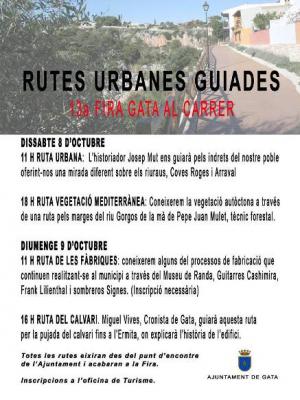 RUTES URBANES GUIADES
13a FIRA GATA AL CARRER
DISSABTE 8 D'OCTUBRE
11 H RUTA URBANA: L'historiador Josep Mut ens guiarà pels indrets del nostre poble
oferint-nos una mirada diferent sobre els riuraus, Coves Roges i Arraval
18 H RUTA VEGETACIÓ MEDITERRÀNEA: Coneixerem la vegetació autòctona a través
de una ruta pels marges del riu Gorgos de la mà de Pepe Juan Mulet, tècnic forestal.
DIUMENGE 9 D'OCTUBRE
11 H RUTA DE LES FÀBRIQUES: coneixerem alguns del processos de fabricació que
continuen realitzant-se al municipi a través del Museu de Randa, Guitarres Cashimira,
Frank Lilienthal i sombreros Signes. (Inscripció necessària)
16 H RUTA DEL CALVARI. Miguel Vives, Cronista de Gata, guiarà aquesta ruta
per la pujada del calvari fins a l'Ermita, on explicarà l'història de l'edifici.
Totes les rutes eixiran des del punt d'encontre
de l'Ajuntament i acabaran a la Fira.
Inscripcions a l'oficina de Turisme.
AJUNTAMENT DE GATA